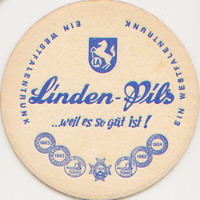 EIN WESTFALENTRUNK
EIN WESTFALENTRUNK
Linden-Pils
...weil es so gut ist!
1963
1964